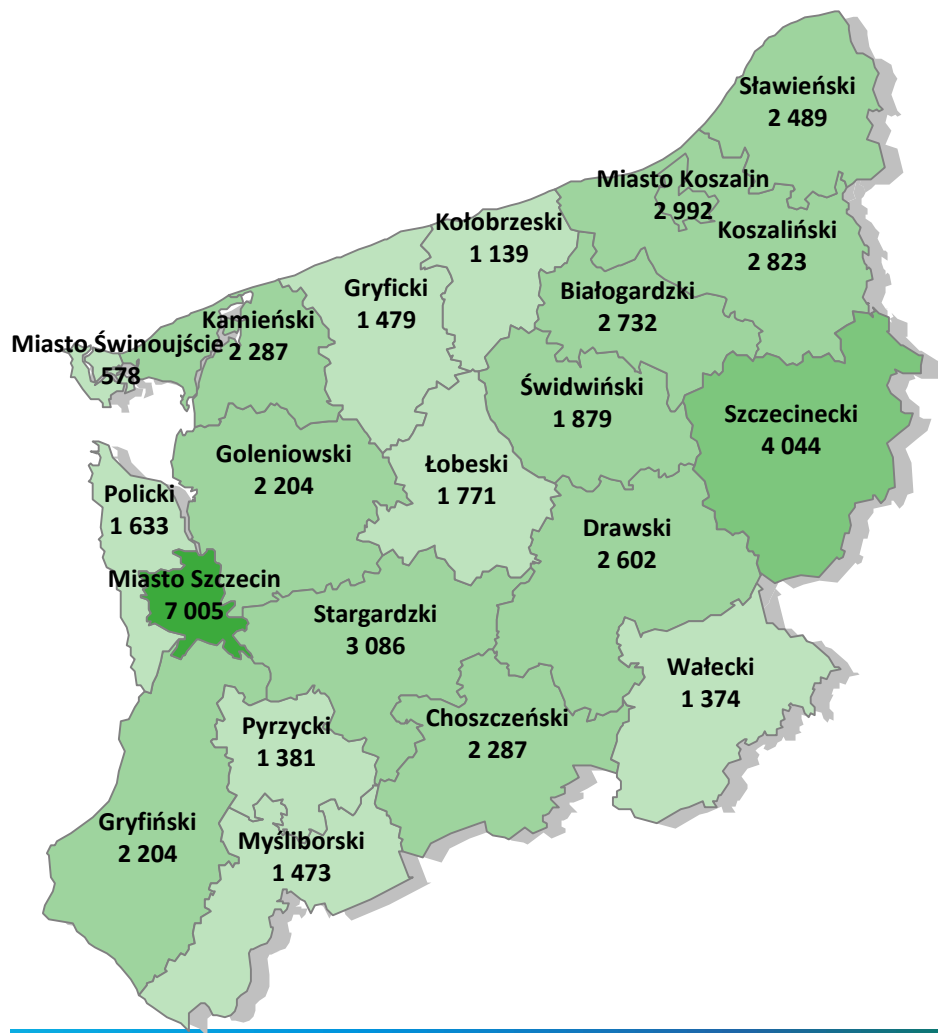 Sławieński
2 489
Miasto Koszalin
2 992
Kołobrzeski
1 139
Koszaliński
2 823
Gryficki
1 479
Białogardzki
2 732
Kamieński
2 287
Miasto Świnoujście
578
Świdwiński
1 879
Szczecinecki
4 044
Goleniowski
2 204
Łobeski
1 771
Policki
1 633
Drawski
2 602
Miasto Szczecin
7 005
Stargardzki
3 086
Wałecki
1 374
Choszczeński
2 287
Pyrzycki
1 381
Gryfiński
2 204
Myśliborski
1 473